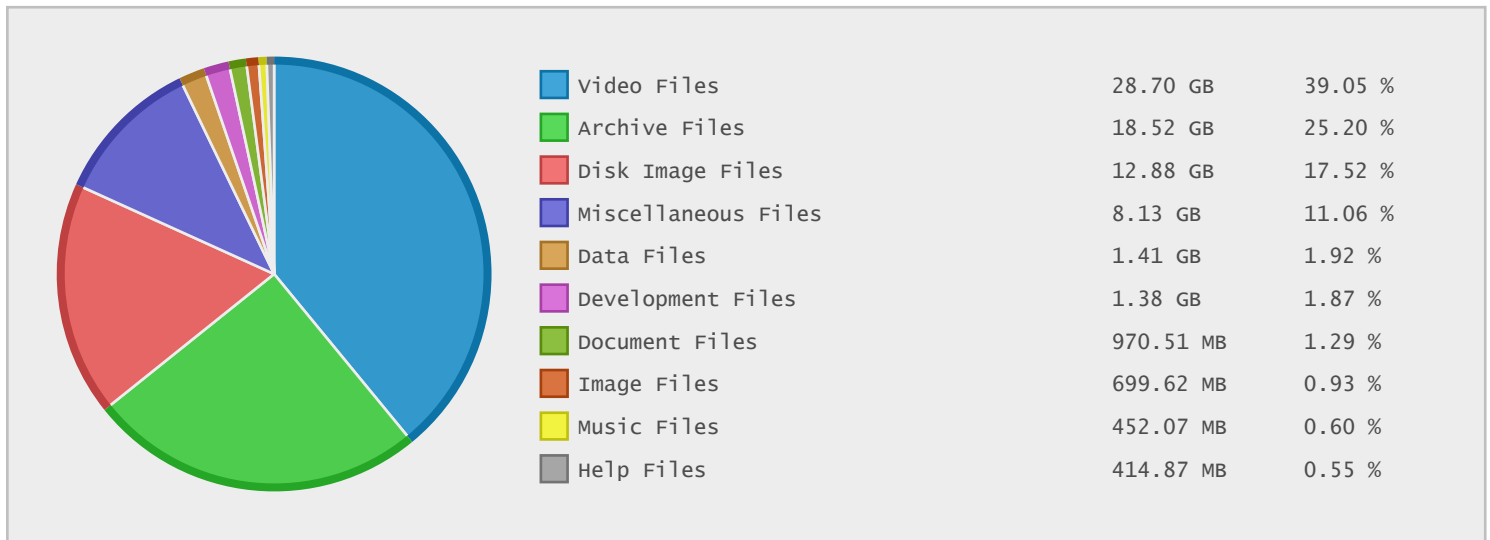 Video Files 28.70 GB 39.05 %
Archive Files 18.52 GB 25.20 %
Disk Image Files 12.88 GB 17.52 %
Miscellaneous Files 8.13 GB 11.06 %
Data Files 1.41 GB 1.92 %
Development Files 1.38 GB 1.87 %
Document Files 970.51 MB 1.29 %
Image Files 699.62 MB 0.93 %
Music Files 452.07 MB 0.60 %
Help Files 414.87 MB 0.55 %